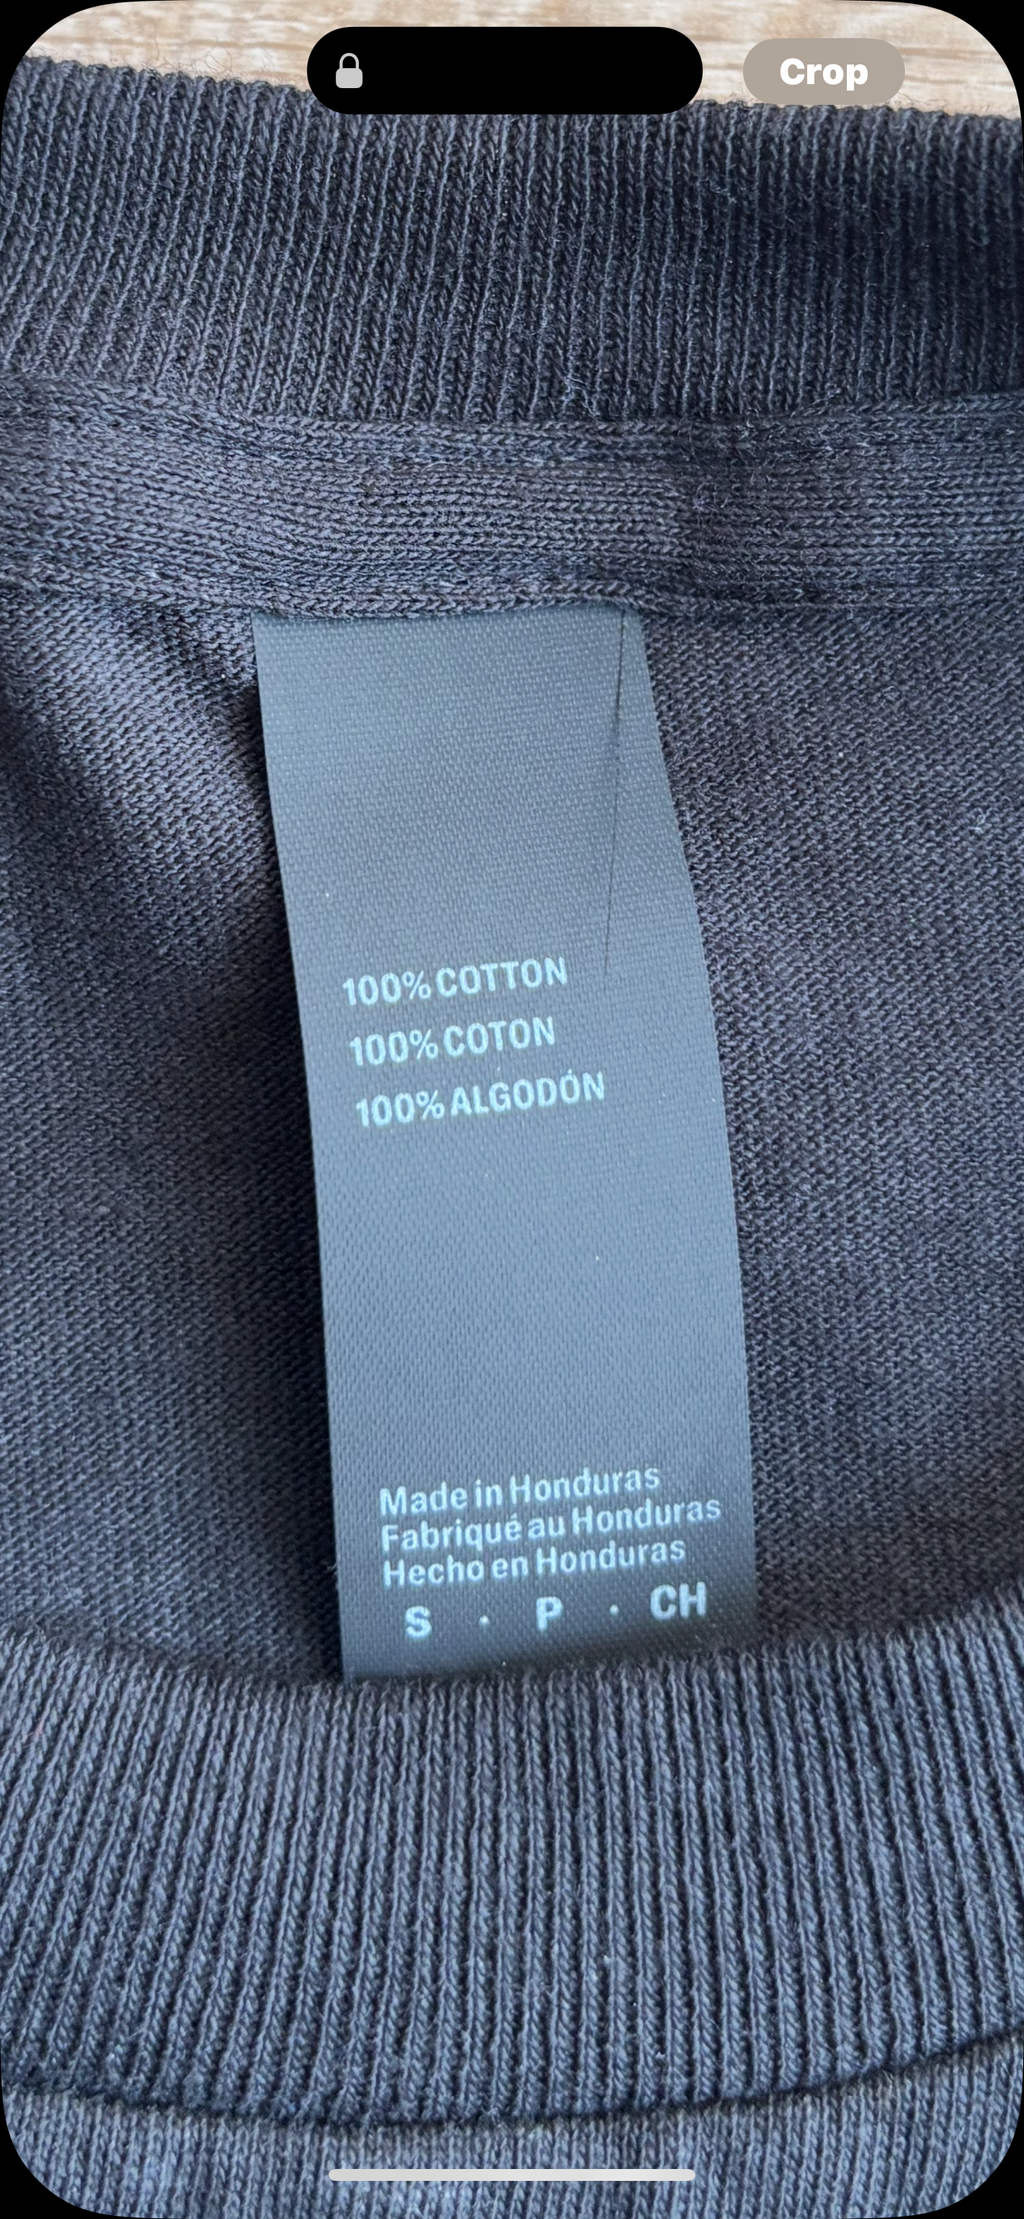 Crop
100% COTTON
100% COTON
100% ALGODÓN
Made in Honduras
Fabriqué au Honduras
Hecho en Honduras
S · P · CH